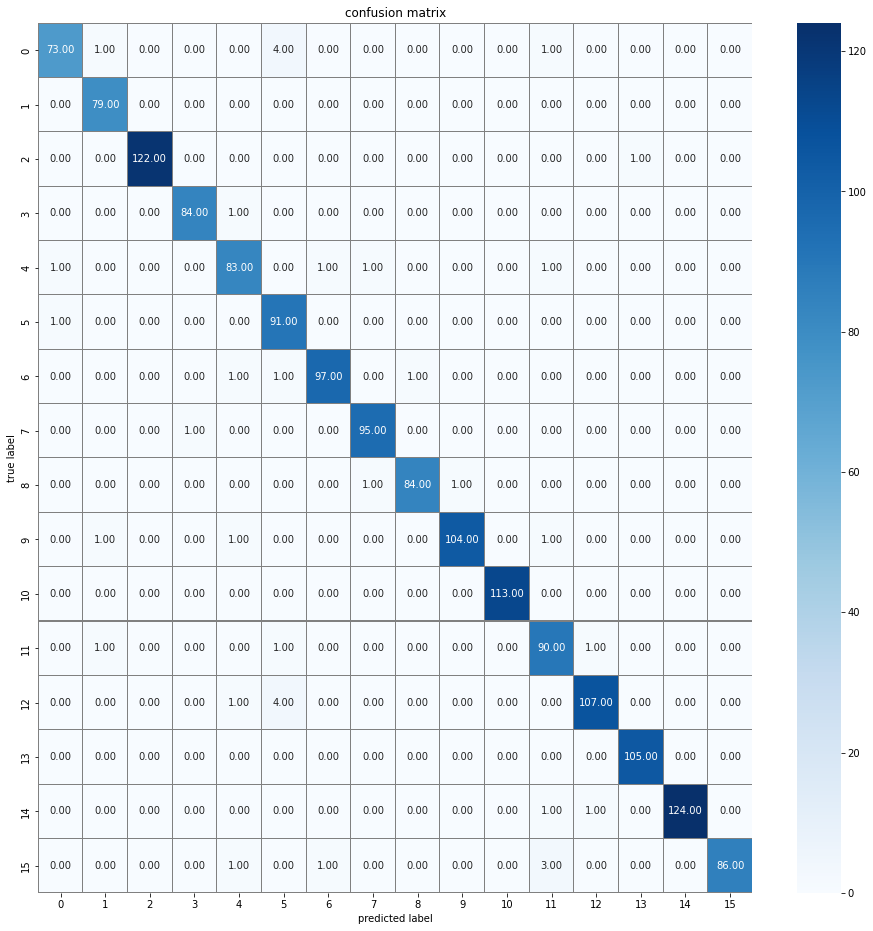 confusion matrix
0 73.00 1.00 0.00 0.00 0.00 4.00 0.00 0.00 0.00 0.00 0.00 1.00 0.00 0.00 0.00 0.00
1 0.00 79.00 0.00 0.00 0.00 0.00 0.00 0.00 0.00 0.00 0.00 0.00 0.00 0.00 0.00 0.00
2 0.00 0.00 122.00 0.00 0.00 0.00 0.00 0.00 0.00 0.00 0.00 0.00 0.00 1.00 0.00 0.00
3 0.00 0.00 0.00 84.00 1.00 0.00 0.00 0.00 0.00 0.00 0.00 0.00 0.00 0.00 0.00 0.00
4 1.00 0.00 0.00 0.00 83.00 0.00 1.00 1.00 0.00 0.00 0.00 1.00 0.00 0.00 0.00 0.00
5 1.00 0.00 0.00 0.00 0.00 91.00 0.00 0.00 0.00 0.00 0.00 0.00 0.00 0.00 0.00 0.00
6 0.00 0.00 0.00 0.00 1.00 1.00 97.00 0.00 1.00 0.00 0.00 0.00 0.00 0.00 0.00 0.00
7 0.00 0.00 0.00 1.00 0.00 0.00 0.00 95.00 0.00 0.00 0.00 0.00 0.00 0.00 0.00 0.00
8 0.00 0.00 0.00 0.00 0.00 0.00 0.00 1.00 84.00 1.00 0.00 0.00 0.00 0.00 0.00 0.00
9 0.00 1.00 0.00 0.00 1.00 0.00 0.00 0.00 0.00 104.00 0.00 1.00 0.00 0.00 0.00 0.00
10 0.00 0.00 0.00 0.00 0.00 0.00 0.00 0.00 0.00 0.00 113.00 0.00 0.00 0.00 0.00 0.00
11 0.00 1.00 0.00 0.00 0.00 1.00 0.00 0.00 0.00 0.00 0.00 90.00 1.00 0.00 0.00 0.00
12 0.00 0.00 0.00 0.00 1.00 4.00 0.00 0.00 0.00 0.00 0.00 0.00 107.00 0.00 0.00 0.00
13 0.00 0.00 0.00 0.00 0.00 0.00 0.00 0.00 0.00 0.00 0.00 0.00 0.00 105.00 0.00 0.00
14 0.00 0.00 0.00 0.00 0.00 0.00 0.00 0.00 0.00 0.00 0.00 1.00 1.00 0.00 124.00 0.00
15 0.00 0.00 0.00 0.00 1.00 0.00 1.00 0.00 0.00 0.00 0.00 3.00 0.00 0.00 0.00 86.00
0 1 2 3 4 5 6 7 8 9 10 11 12 13 14 15
predicted label
true label
120
100
80
60
40
20
0